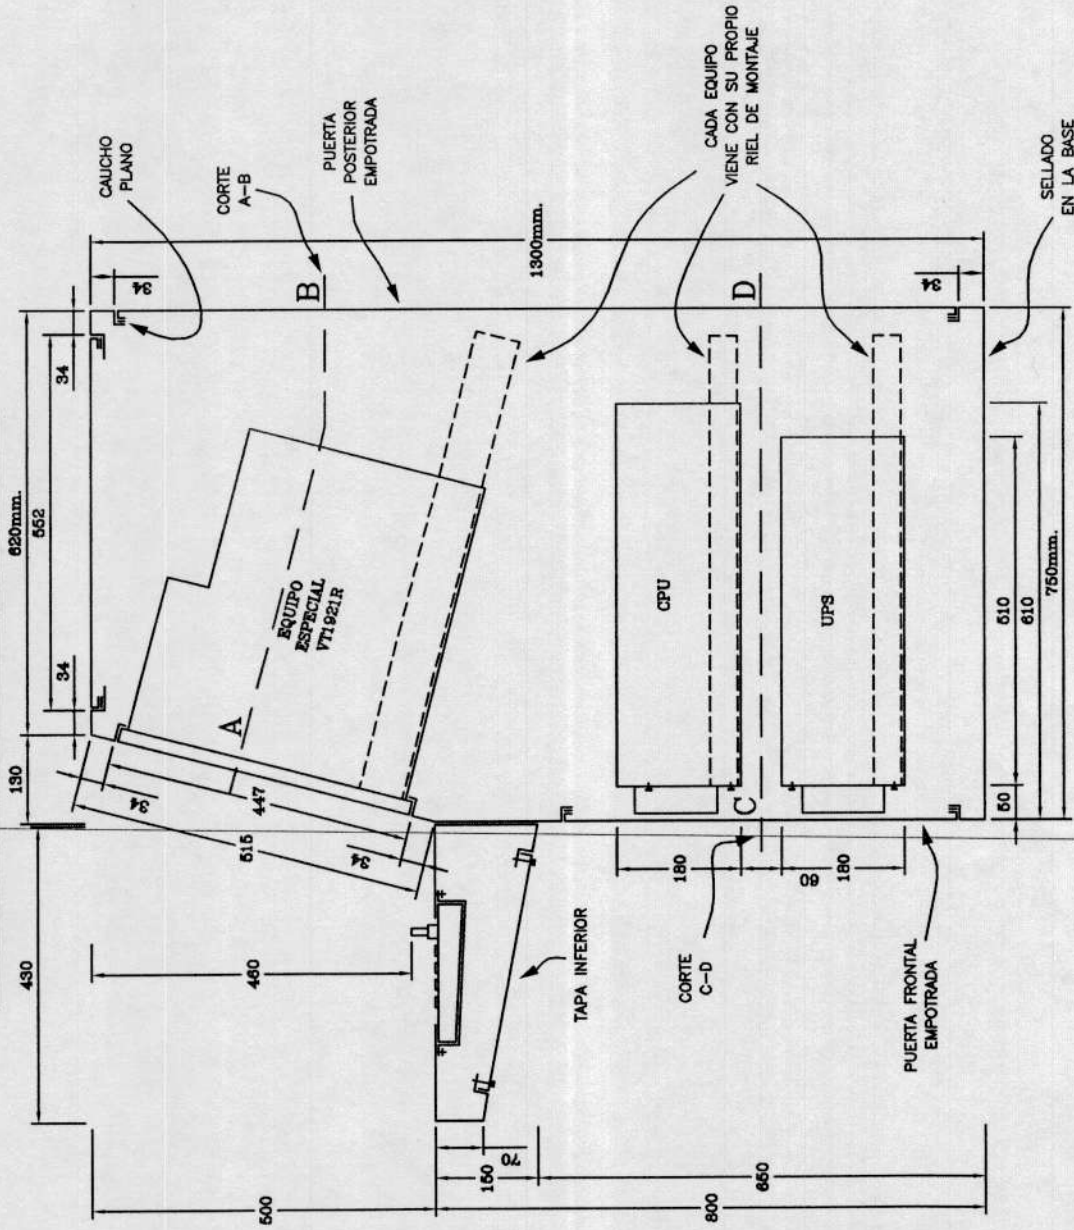 CAUCHO
PLANO
CORTE
A-B
PUERTA
POSTERIOR
EMPOTRADA
CADA EQUIPO
VIENE CON SU PROPIO
RIEL DE MONTAJE
SELLADO
EN LA BASE
1300mm.
34
34
B
D
620mm.
552
34
34
130
EQUIPO
ESPECIAL
VT1921R
A
34
447
515
34
CPU
UPS
C
510
610
750mm.
50
180
60
180
430
460
TAPA INFERIOR
CORTE
C-D
PUERTA FRONTAL
EMPOTRADA
500
150
70
650
800